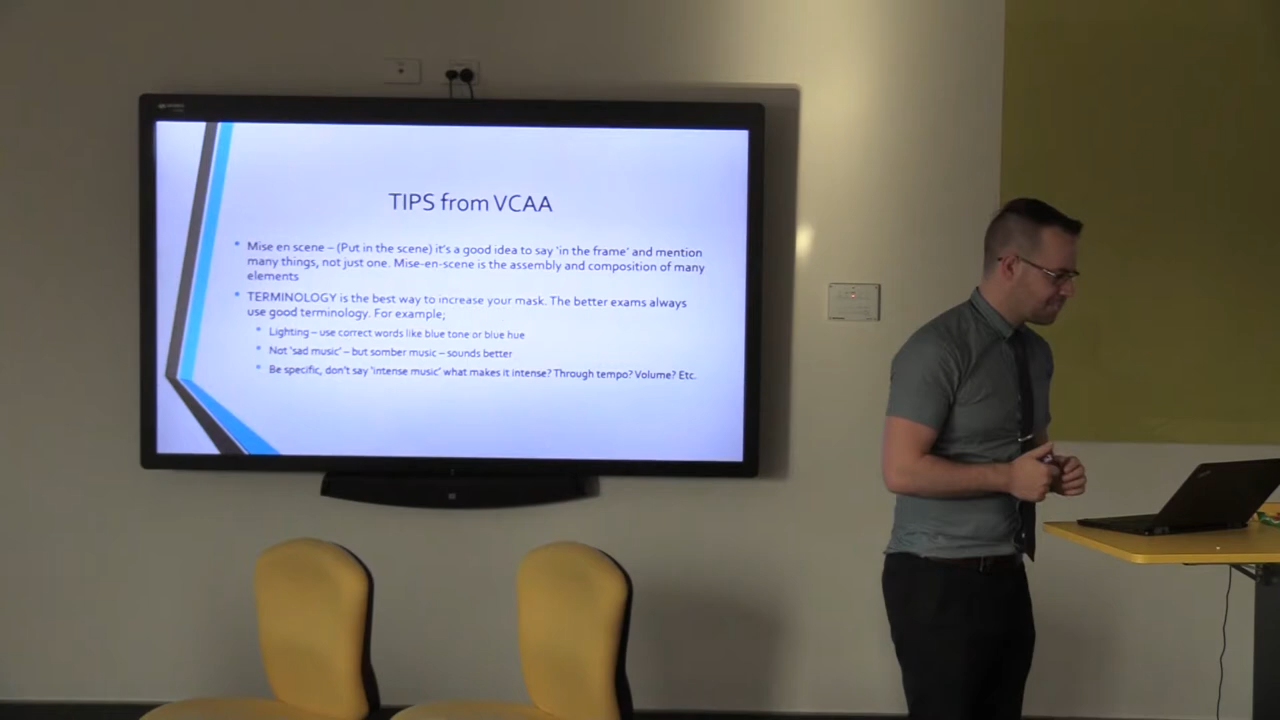 TIPS from VCAA
Mise en scene – (Put in the scene) it's a good idea to say 'in the frame' and mention
many things, not just one. Mise-en-scene is the assembly and composition of many
elements
TERMINOLOGY is the best way to increase your mask. The better exams always
use good terminology. For example;
Lighting – use correct words like blue tone or blue hue
Not 'sad music' – but somber music – sounds better
Be specific, don't say 'intense music' what makes it intense? Through tempo? Volume? Etc.